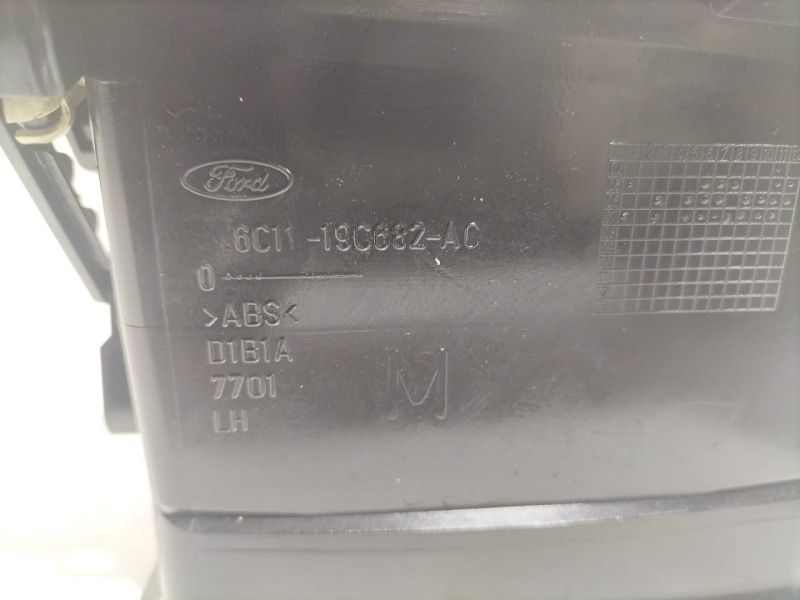 Ford
6C11-19C682-AC
0
>ABS<
D1B1A
7701
LH
M